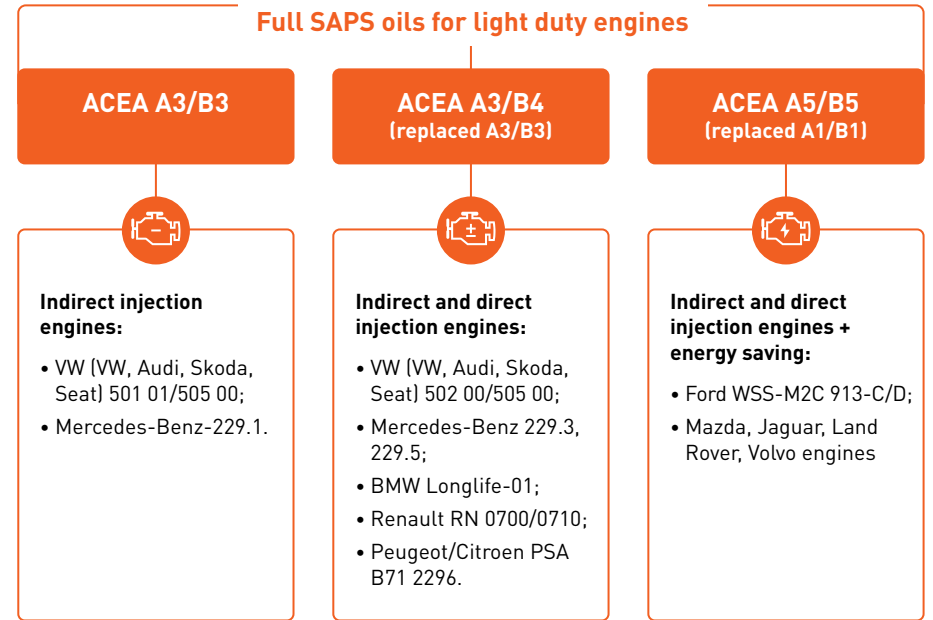 Full SAPS oils for light duty engines
ACEA A3/B3
ACEA A3/B4
(replaced A3/B3)
ACEA A5/B5
(replaced A1/B1)
Indirect injection
engines:
• VW (VW, Audi, Skoda,
Seat) 501 01/505 00;
• Mercedes-Benz-229.1.
Indirect and direct
injection engines:
• VW (VW, Audi, Skoda,
Seat) 502 00/505 00;
• Mercedes-Benz 229.3,
229.5;
• BMW Longlife-01;
• Renault RN 0700/0710;
• Peugeot/Citroen PSA
B71 2296.
Indirect and direct
injection engines +
energy saving:
• Ford WSS-M2C 913-C/D;
• Mazda, Jaguar, Land
Rover, Volvo engines